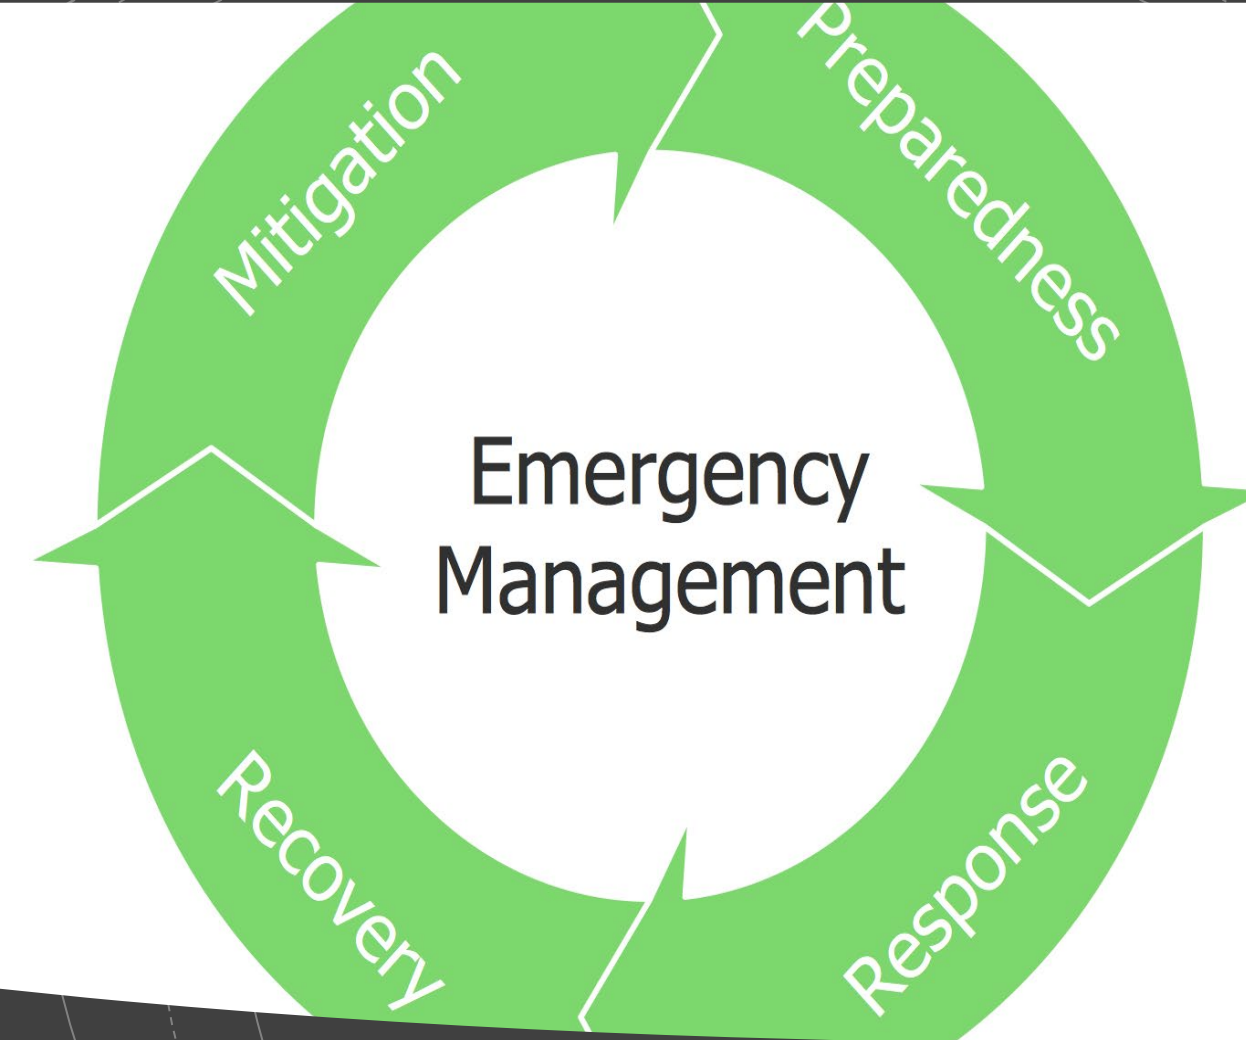 Mitigation
Preparedness
Emergency
Management
Recovery
Response